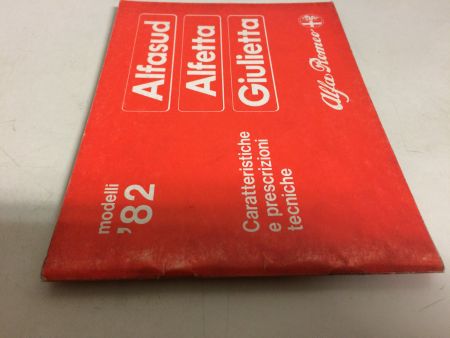 Alfasud
Alfetta
Giulietta
Alfa Romeo
modelli
'82
Caratteristiche
e prescrizioni
tecniche